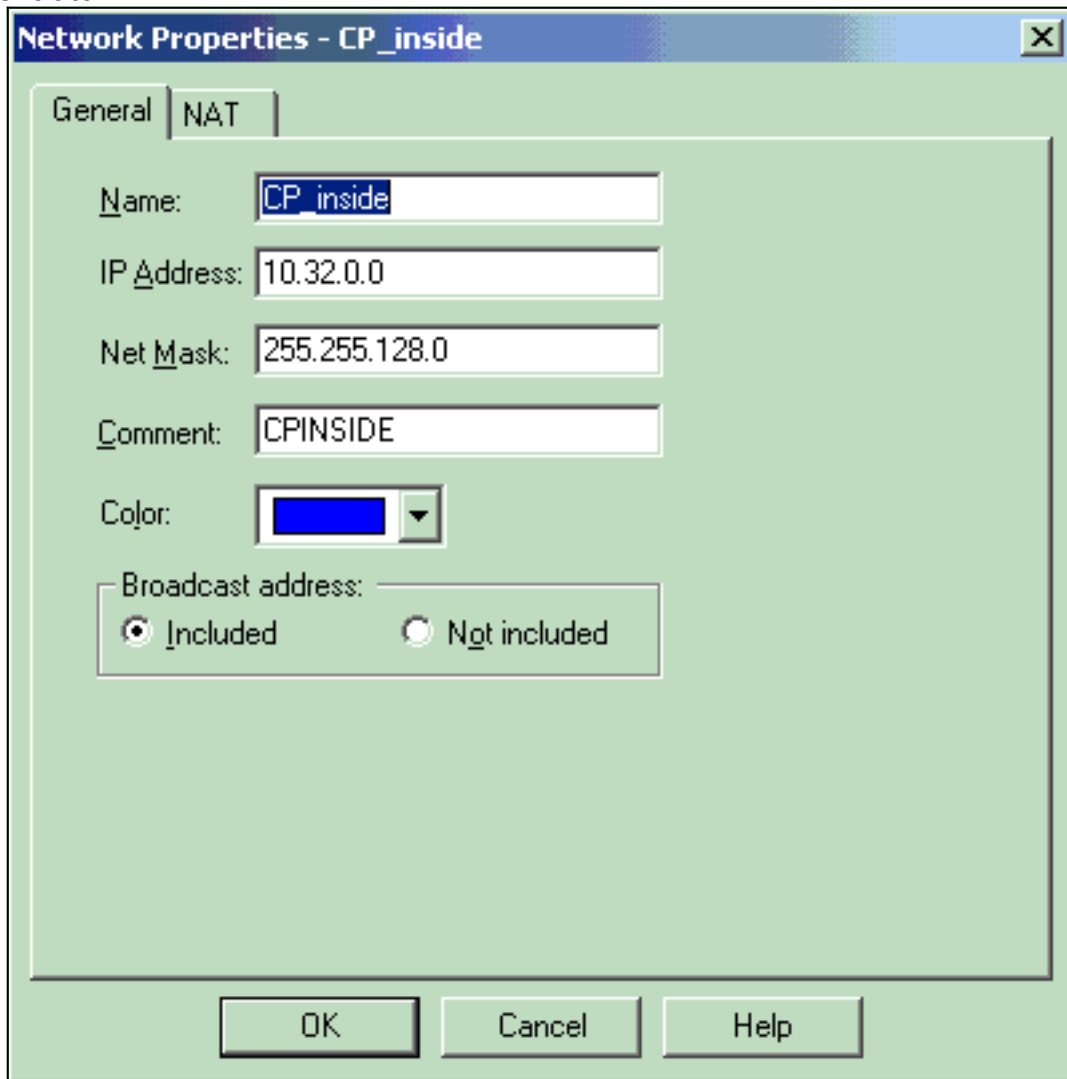 Network Properties - CP_inside
General NAT
Name: CP_inside
IP Address: 10.32.0.0
Net Mask: 255.255.128.0
Comment: CPINSIDE
Color:
Broadcast address:
Included Not included
OK Cancel Help